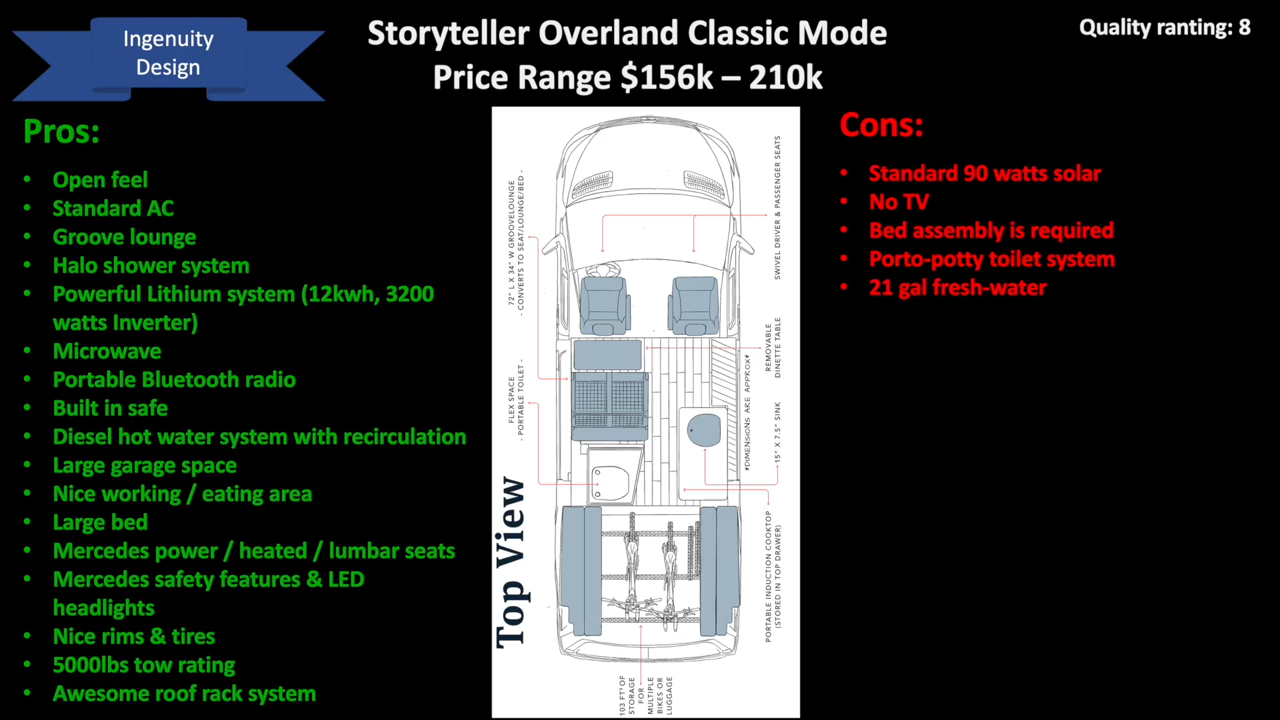 Ingenuity
Design
Storyteller Overland Classic Mode
Price Range $156k – 210k
Quality ranting: 8
Pros:
• Open feel
• Standard AC
• Groove lounge
• Halo shower system
• Powerful Lithium system (12kwh, 3200
watts Inverter)
• Microwave
• Portable Bluetooth radio
• Built in safe
• Diesel hot water system with recirculation
• Large garage space
• Nice working / eating area
• Large bed
• Mercedes power / heated / lumbar seats
• Mercedes safety features & LED
headlights
• Nice rims & tires
• 5000lbs tow rating
• Awesome roof rack system
72" L X 34" W GROOVELOUNGE
- CONVERTS TO SEAT/LOUNGE/BED -
FLEX SPACE
- PORTABLE TOILET -
Top View
103 FT³ OF
STORAGE
FOR
MULTIPLE
BIKES OR
LUGGAGE
SWIVEL DRIVER & PASSENGER SEATS
REMOVABLE
DINETTE TABLE
*DIMENSIONS ARE APPROX*
15" X 7.5" SINK
PORTABLE INDUCTION COOKTOP
(STORED IN TOP DRAWER)
Cons:
• Standard 90 watts solar
• No TV
• Bed assembly is required
• Porto-potty toilet system
• 21 gal fresh-water